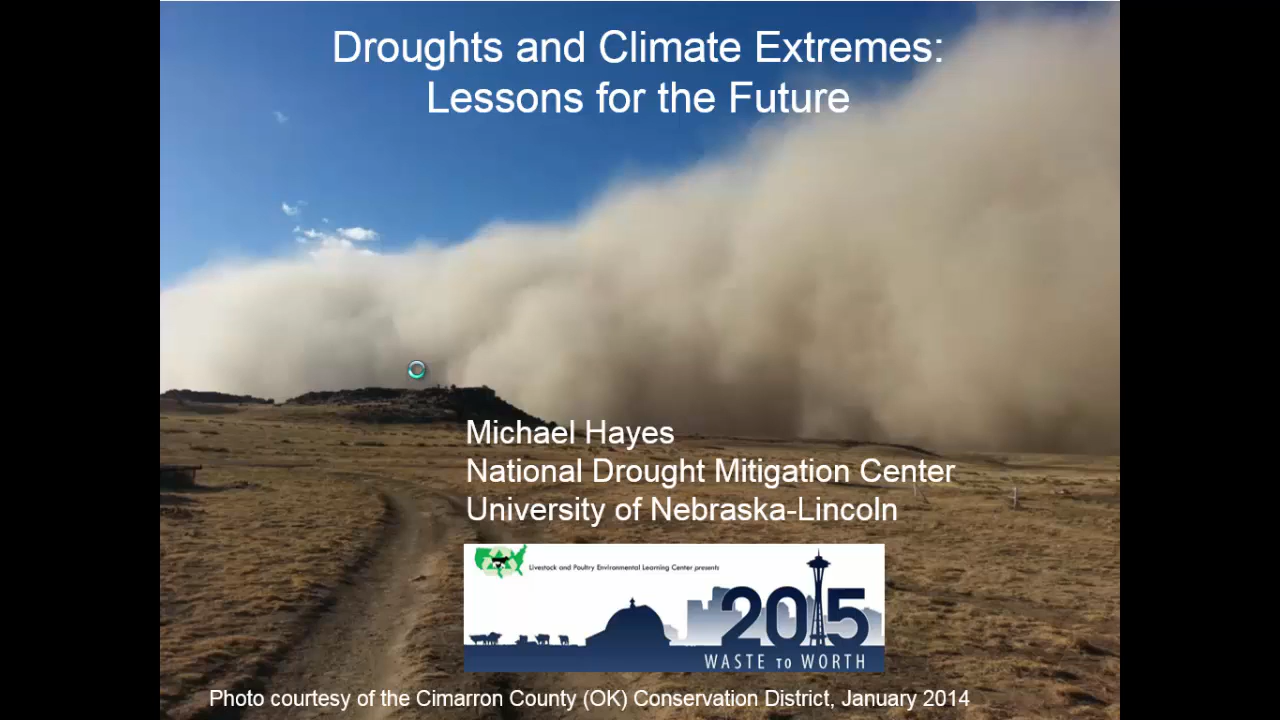 Droughts and Climate Extremes:
Lessons for the Future
Michael Hayes
National Drought Mitigation Center
University of Nebraska-Lincoln
Livestock and Poultry Environmental Learning Center presents
2015
WASTE TO WORTH
Photo courtesy of the Cimarron County (OK) Conservation District, January 2014